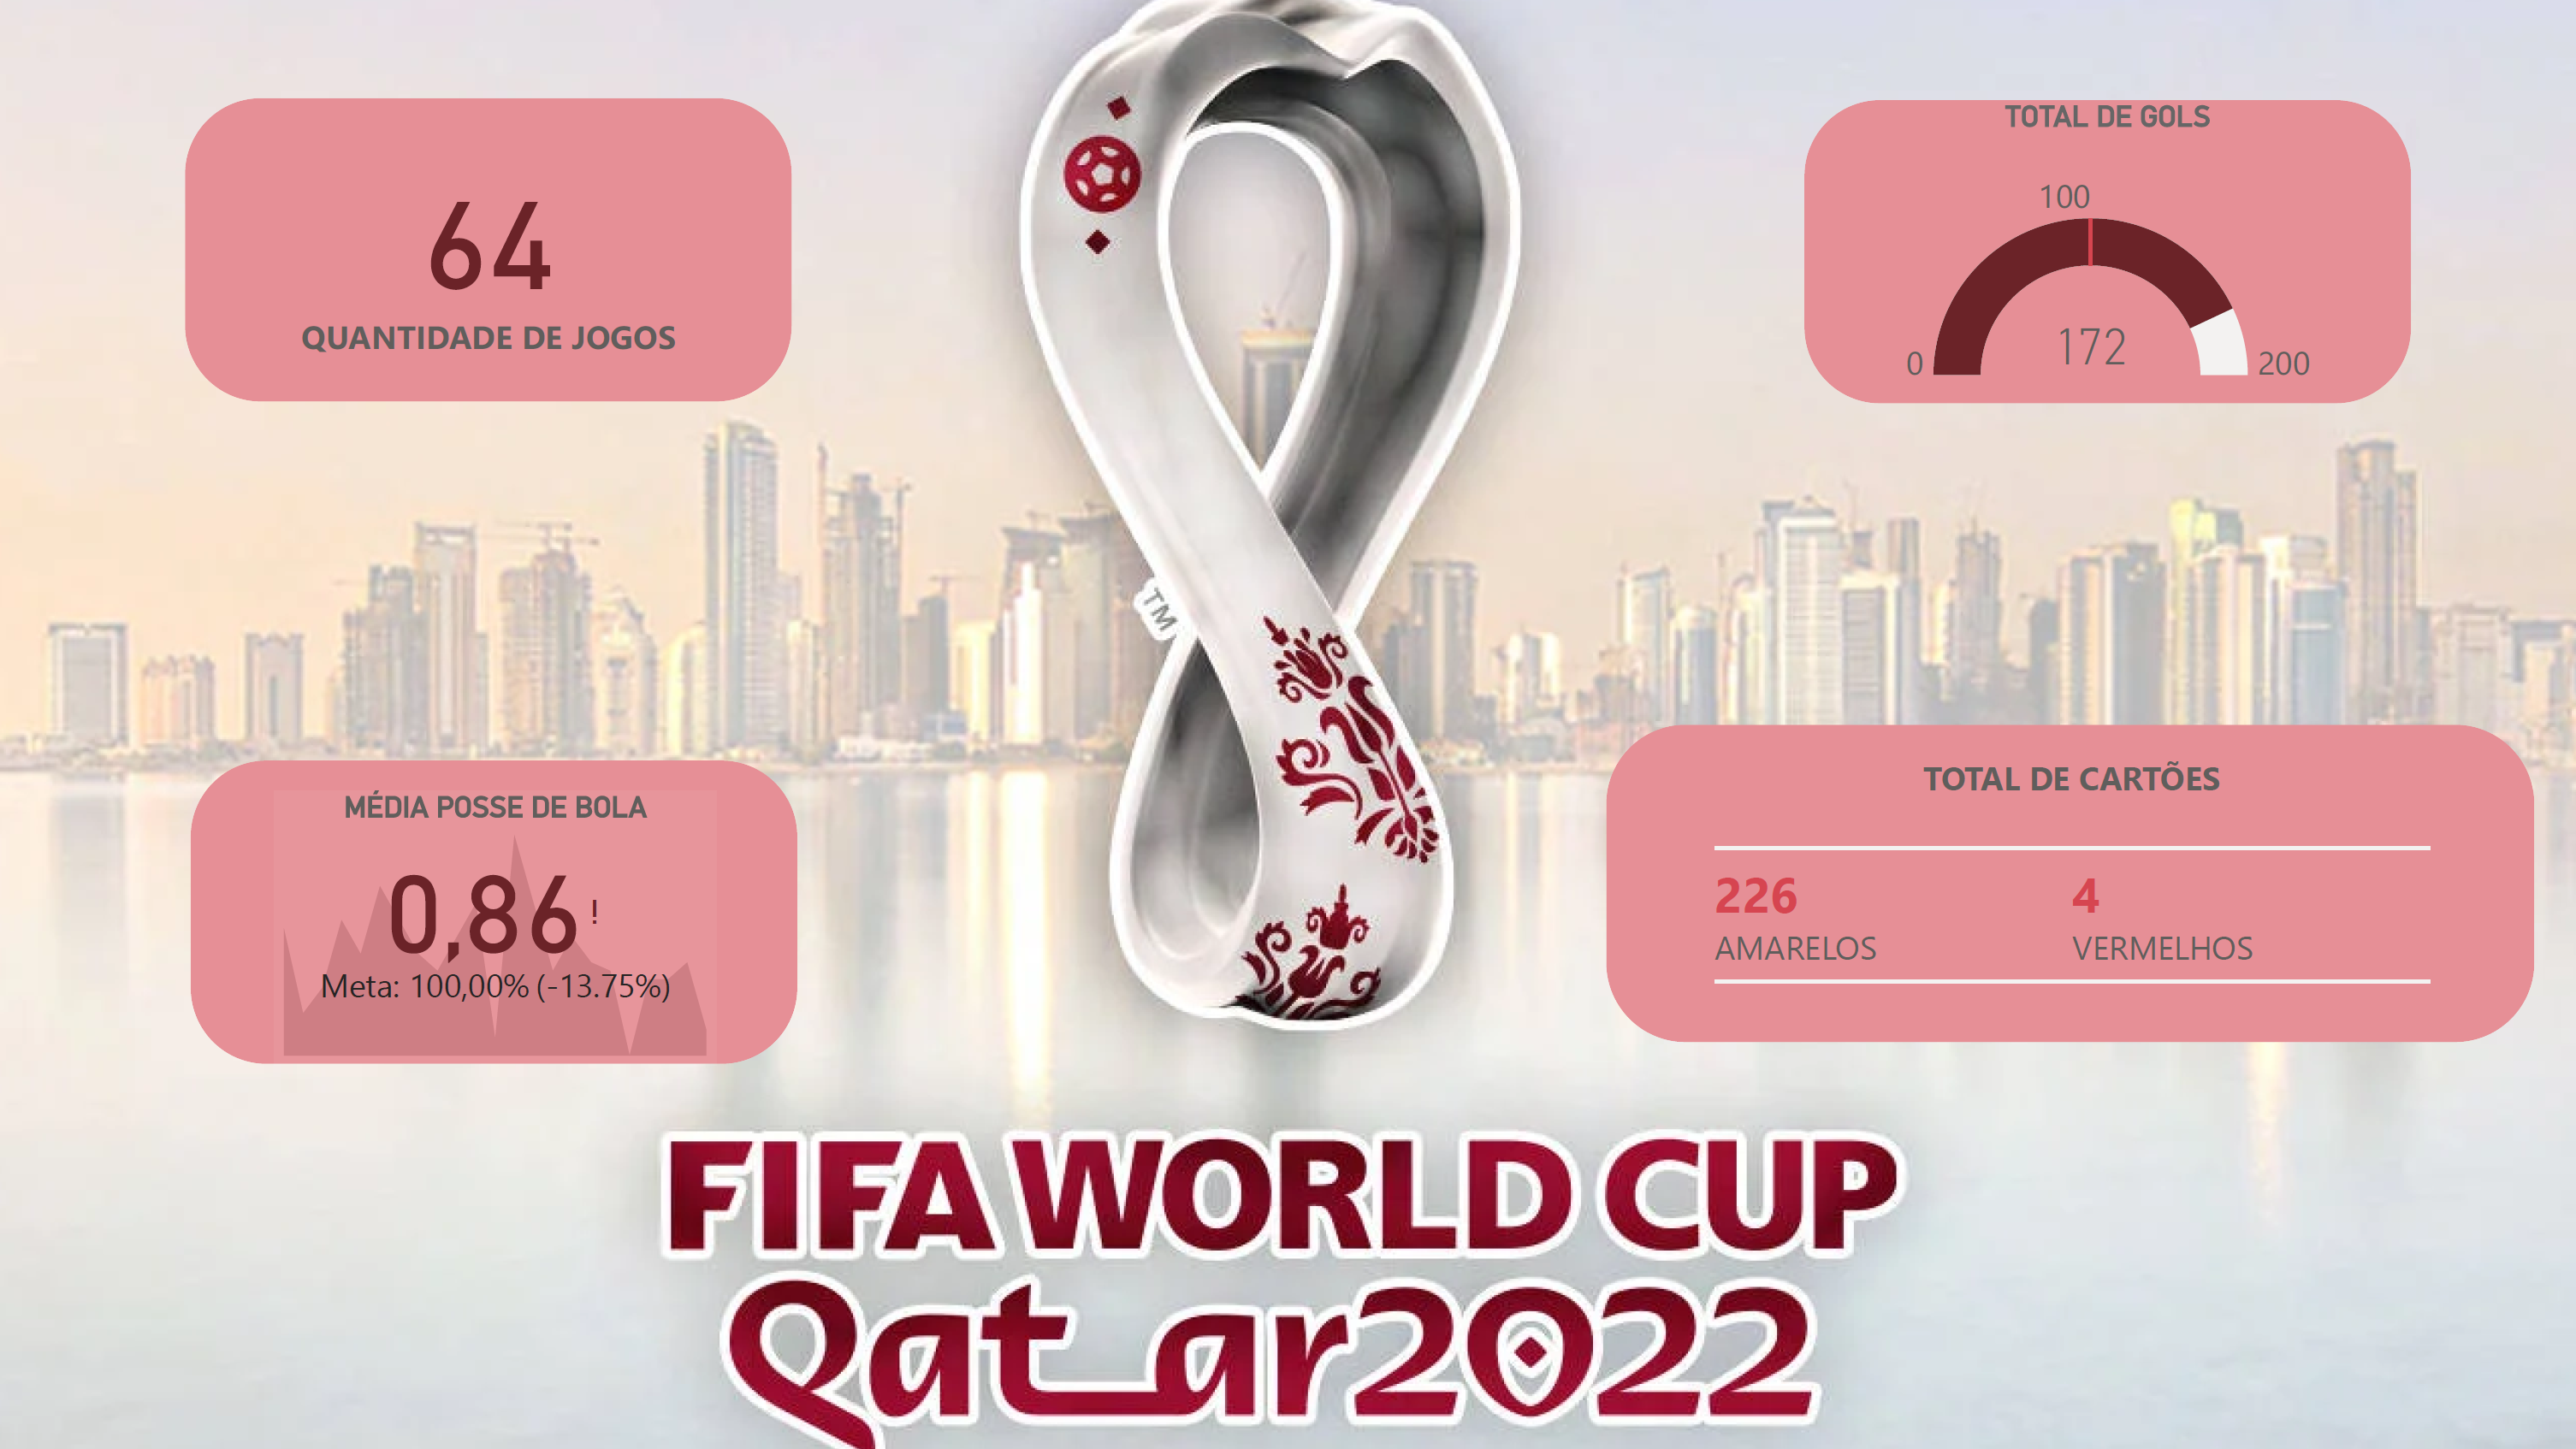 64
QUANTIDADE DE JOGOS
TOTAL DE GOLS
100
0
172
200
TM
MÉDIA POSSE DE BOLA
0,86!
Meta: 100,00% (-13.75%)
TOTAL DE CARTÕES
226
4
AMARELOS
VERMELHOS
FIFA WORLD CUP
Qatar2022